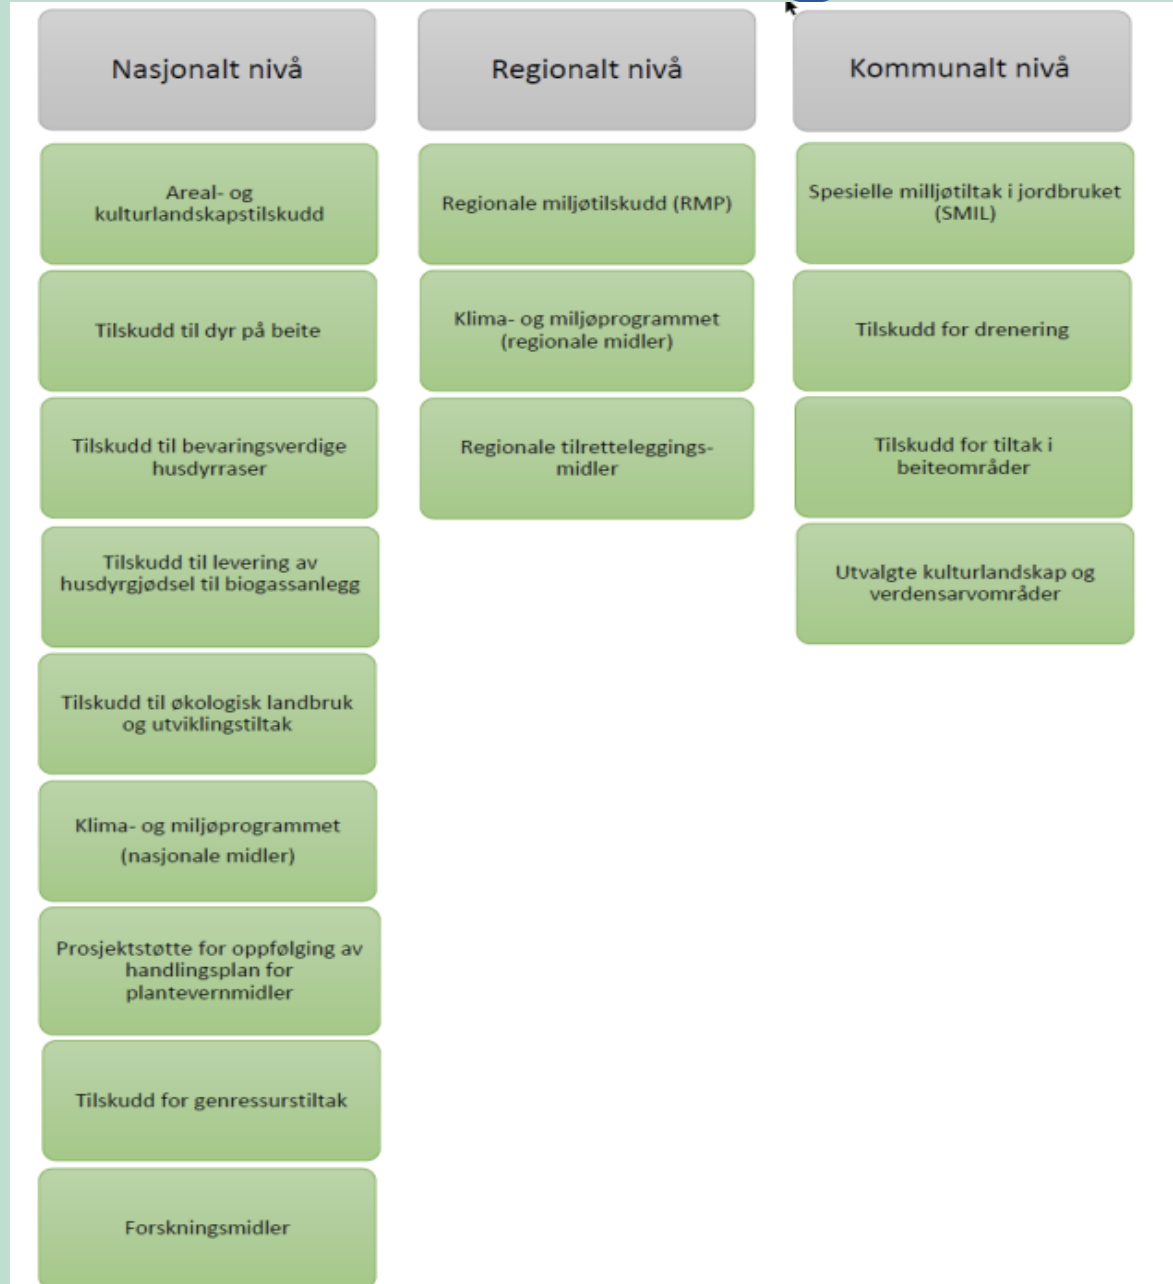 Nasjonalt nivå
Areal- og
kulturlandskapstilskudd
Tilskudd til dyr på beite
Tilskudd til bevaringsverdige
husdyrraser
Tilskudd til levering av
husdyrgjødsel til biogassanlegg
Tilskudd til økologisk landbruk
og utviklingstiltak
Klima- og miljøprogrammet
(nasjonale midler)
Prosjektstøtte for oppfølging av
handlingsplan for
plantevernmidler
Tilskudd for genressurstiltak
Forskningsmidler
Regionalt nivå
Regionale miljøtilskudd (RMP)
Klima- og miljøprogrammet
(regionale midler)
Regionale tilretteleggings-
midler
Kommunalt nivå
Spesielle milljøtiltak i jordbruket
(SMIL)
Tilskudd for drenering
Tilskudd for tiltak i
beiteområder
Utvalgte kulturlandskap og
verdensarvområder